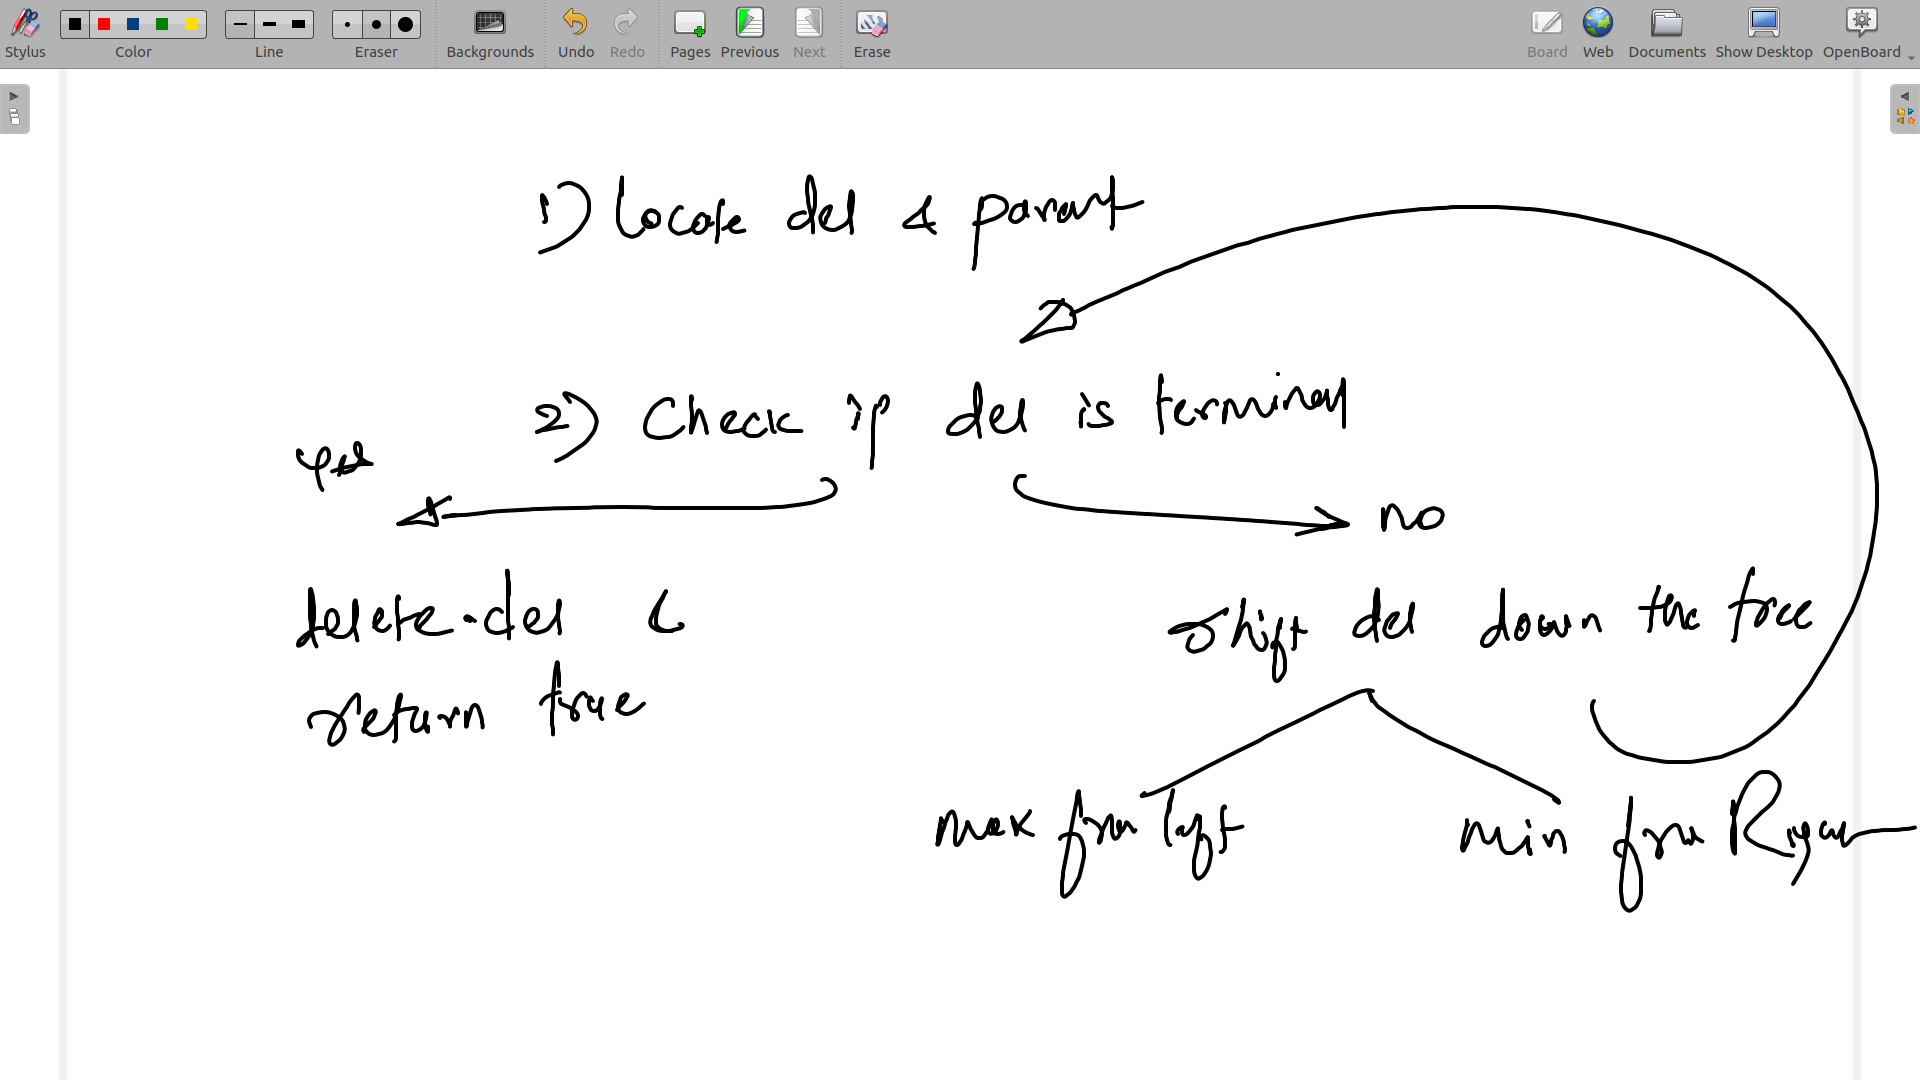 Stylus Color Line Eraser Backgrounds Undo Redo Pages Previous Next Erase Board Web Documents Show Desktop OpenBoard
1) Locate del & parent
2) Check if del is terminal
yes
no
delete del &
return true
shift del down the tree
max from left
min from Right